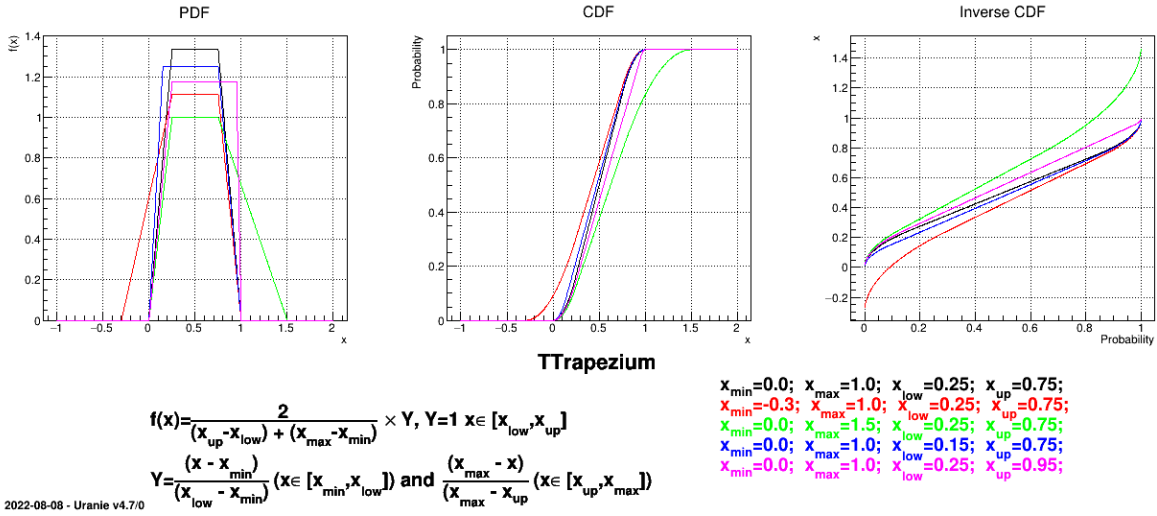 PDF
CDF
Inverse CDF
f(x)
1.4
1.2
1
0.8
0.6
0.4
0.2
0
−1 −0.5 0 0.5 1 1.5 2
x
Probability
1
0.8
0.6
0.4
0.2
0
−1 −0.5 0 0.5 1 1.5 2
x
x
1.4
1.2
1
0.8
0.6
0.4
0.2
0
−0.2
0 0.2 0.4 0.6 0.8 1
Probability
TTrapezium
f(x)= 2 / (x_up-x_low) + (x_max-x_min) × Y, Y=1 x∈ [x_low,x_up]
Y= (x - x_min) / (x_low - x_min) (x∈ [x_min,x_low]) and (x_max - x) / (x_max - x_up (x∈ [x_up,x_max])
x_min=0.0; x_max=1.0; x_low=0.25; x_up=0.75;
x_min=-0.3; x_max=1.0; x_low=0.25; x_up=0.75;
x_min=0.0; x_max=1.5; x_low=0.25; x_up=0.75;
x_min=0.0; x_max=1.0; x_low=0.15; x_up=0.75;
x_min=0.0; x_max=1.0; x_low=0.25; x_up=0.95;
2022-08-08 - Uranie v4.7/0